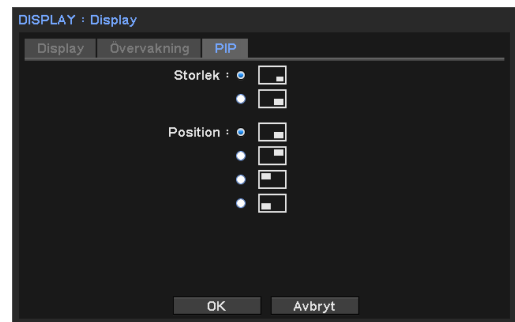 DISPLAY : Display
Display Övervakning PIP
Storlek :
Position :
OK Avbryt